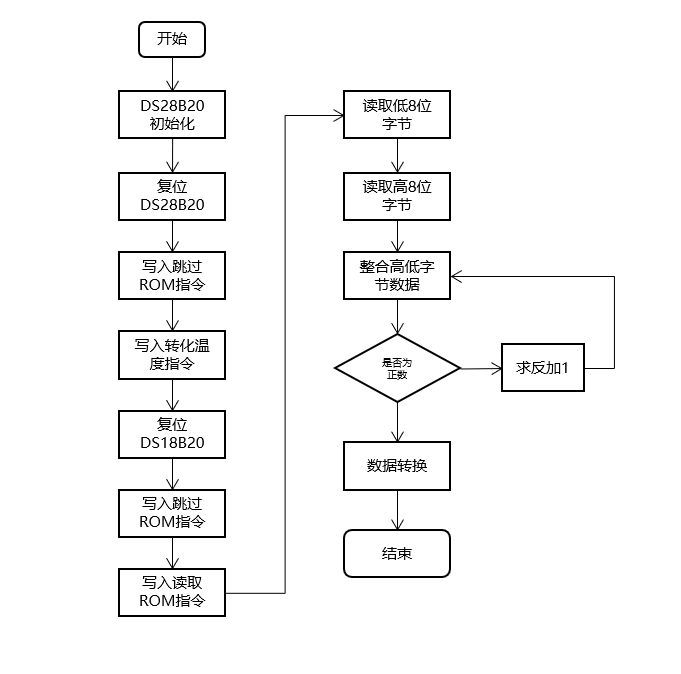 开始
DS28B20
初始化
复位
DS28B20
写入跳过
ROM指令
写入转化温
度指令
复位
DS18B20
写入跳过
ROM指令
写入读取
ROM指令
读取低8位
字节
读取高8位
字节
整合高低字
节数据
是否为
正数
求反加1
数据转换
结束